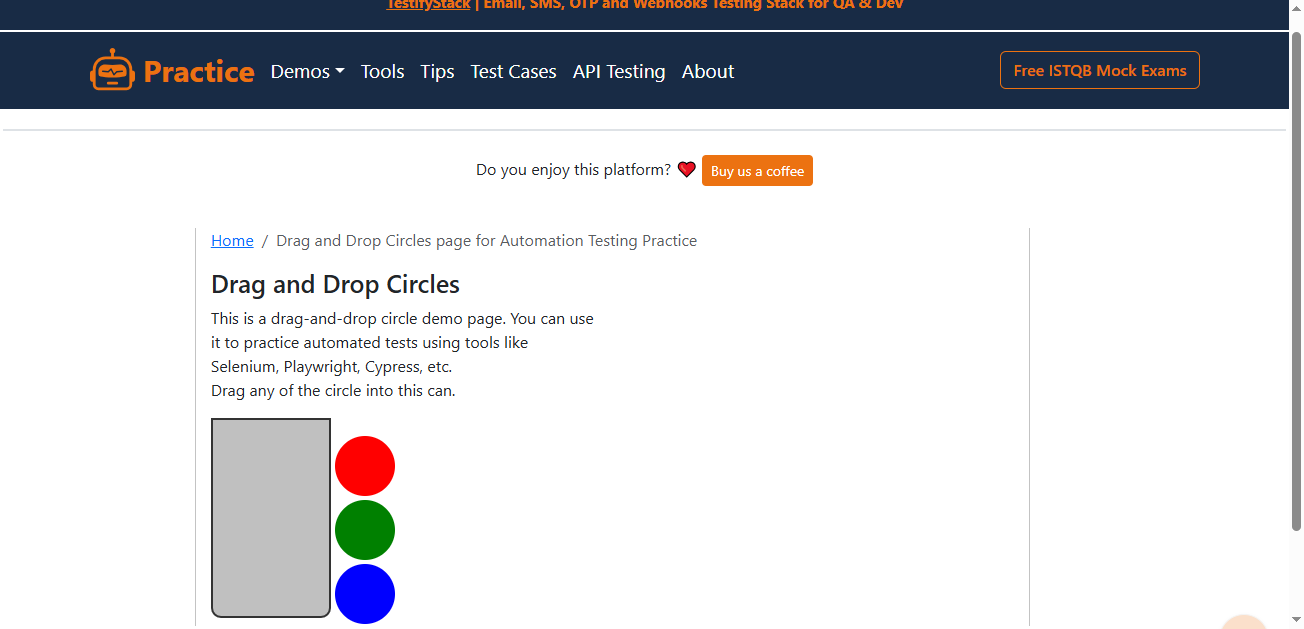 TestifyStack | Email, SMS, OTP and Webhooks Testing Stack for QA & Dev
Practice Demos Tools Tips Test Cases API Testing About Free ISTQB Mock Exams
Do you enjoy this platform? Buy us a coffee
Home / Drag and Drop Circles page for Automation Testing Practice
Drag and Drop Circles
This is a drag-and-drop circle demo page. You can use
it to practice automated tests using tools like
Selenium, Playwright, Cypress, etc.
Drag any of the circle into this can.